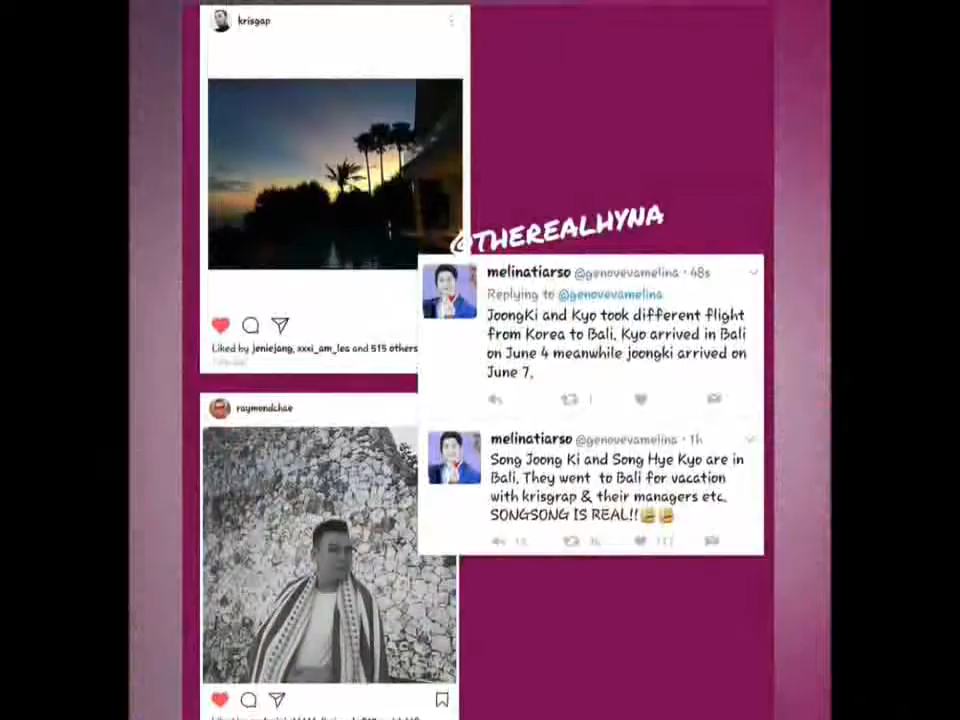 krisgap
Liked by jeniejang, xxxi_am_lea and 515 others
@THEREALHYNA
melinatiarso @genovevamelina · 48s
Replying to @genovevamelina
JoongKi and Kyo took different flight
from Korea to Bali. Kyo arrived in Bali
on June 4 meanwhile joongki arrived on
June 7.
1
melinatiarso @genovevamelina · 1h
Song Joong Ki and Song Hye Kyo are in
Bali. They went to Bali for vacation
with krisgrap & their managers etc.
SONGSONG IS REAL!!
raymondchae